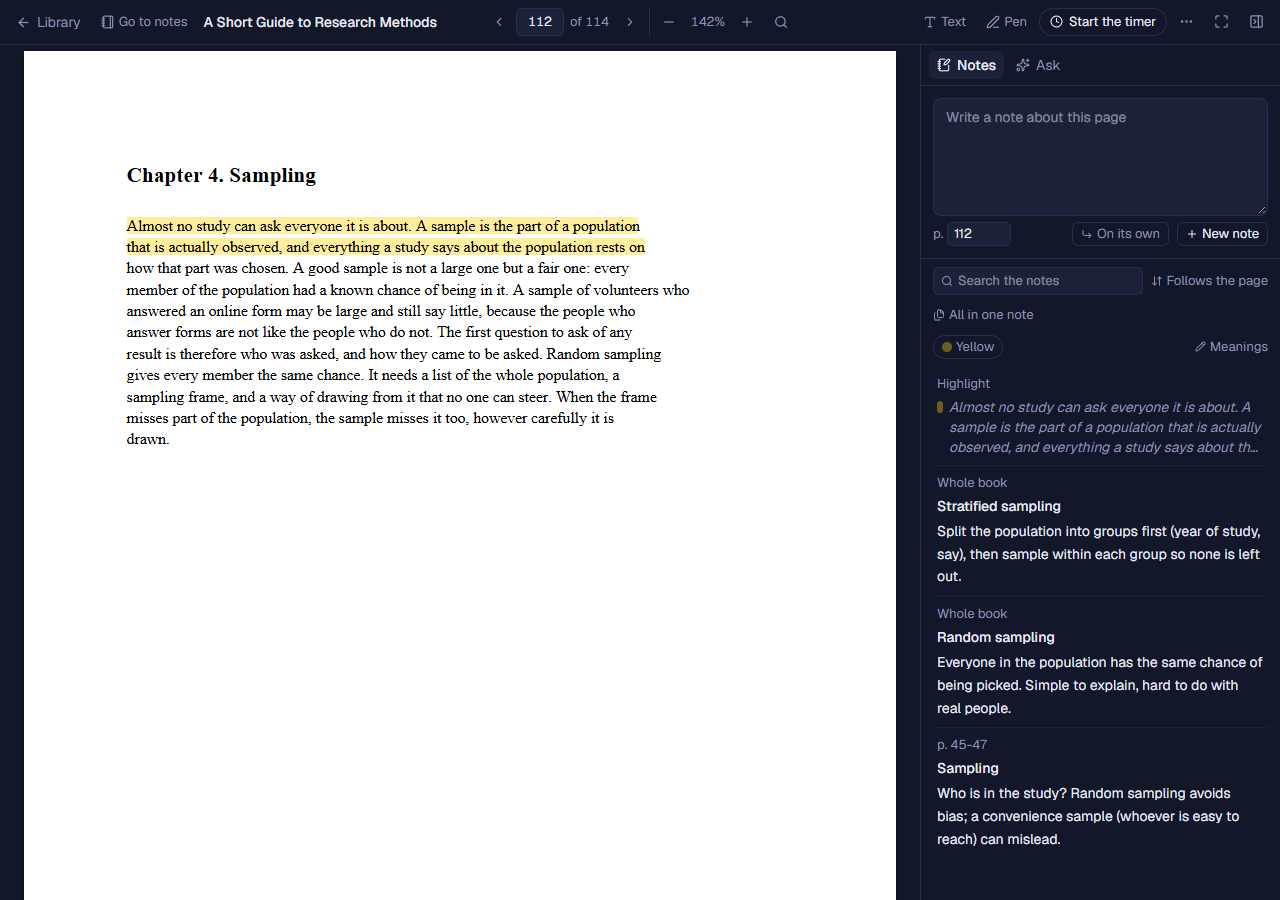 Library
Go to notes
A Short Guide to Research Methods
112 of 114
142%
Text
Pen
Start the timer
Chapter 4. Sampling
Almost no study can ask everyone it is about. A sample is the part of a population
that is actually observed, and everything a study says about the population rests on
how that part was chosen. A good sample is not a large one but a fair one: every
member of the population had a known chance of being in it. A sample of volunteers who
answered an online form may be large and still say little, because the people who
answer forms are not like the people who do not. The first question to ask of any
result is therefore who was asked, and how they came to be asked. Random sampling
gives every member the same chance. It needs a list of the whole population, a
sampling frame, and a way of drawing from it that no one can steer. When the frame
misses part of the population, the sample misses it too, however carefully it is
drawn.
Notes
Ask
Write a note about this page
p. 112
On its own
New note
Search the notes
Follows the page
All in one note
Yellow
Meanings
Highlight
Almost no study can ask everyone it is about. A
sample is the part of a population that is actually
observed, and everything a study says about th…
Whole book
Stratified sampling
Split the population into groups first (year of study,
say), then sample within each group so none is left
out.
Whole book
Random sampling
Everyone in the population has the same chance of
being picked. Simple to explain, hard to do with
real people.
p. 45-47
Sampling
Who is in the study? Random sampling avoids
bias; a convenience sample (whoever is easy to
reach) can mislead.